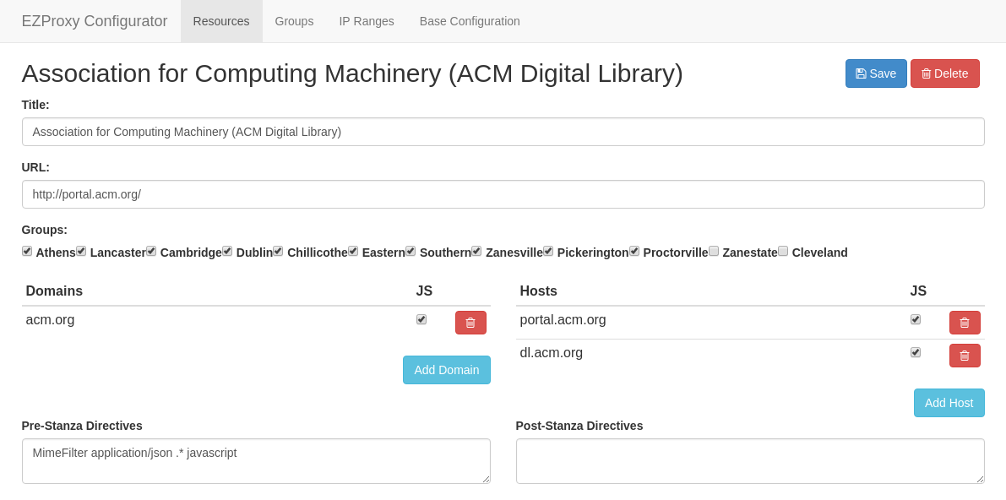 EZProxy Configurator Resources Groups IP Ranges Base Configuration
Association for Computing Machinery (ACM Digital Library) Save Delete
Title:
Association for Computing Machinery (ACM Digital Library)
URL:
http://portal.acm.org/
Groups:
Athens Lancaster Cambridge Dublin Chillicothe Eastern Southern Zanesville Pickerington Proctorville Zanestate Cleveland
Domains JS
acm.org
Add Domain
Hosts JS
portal.acm.org
dl.acm.org
Add Host
Pre-Stanza Directives
MimeFilter application/json .* javascript
Post-Stanza Directives